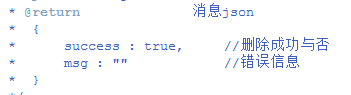 * @return 消息json
* {
* success : true, //删除成功与否
* msg : "" //错误信息
* }
*/